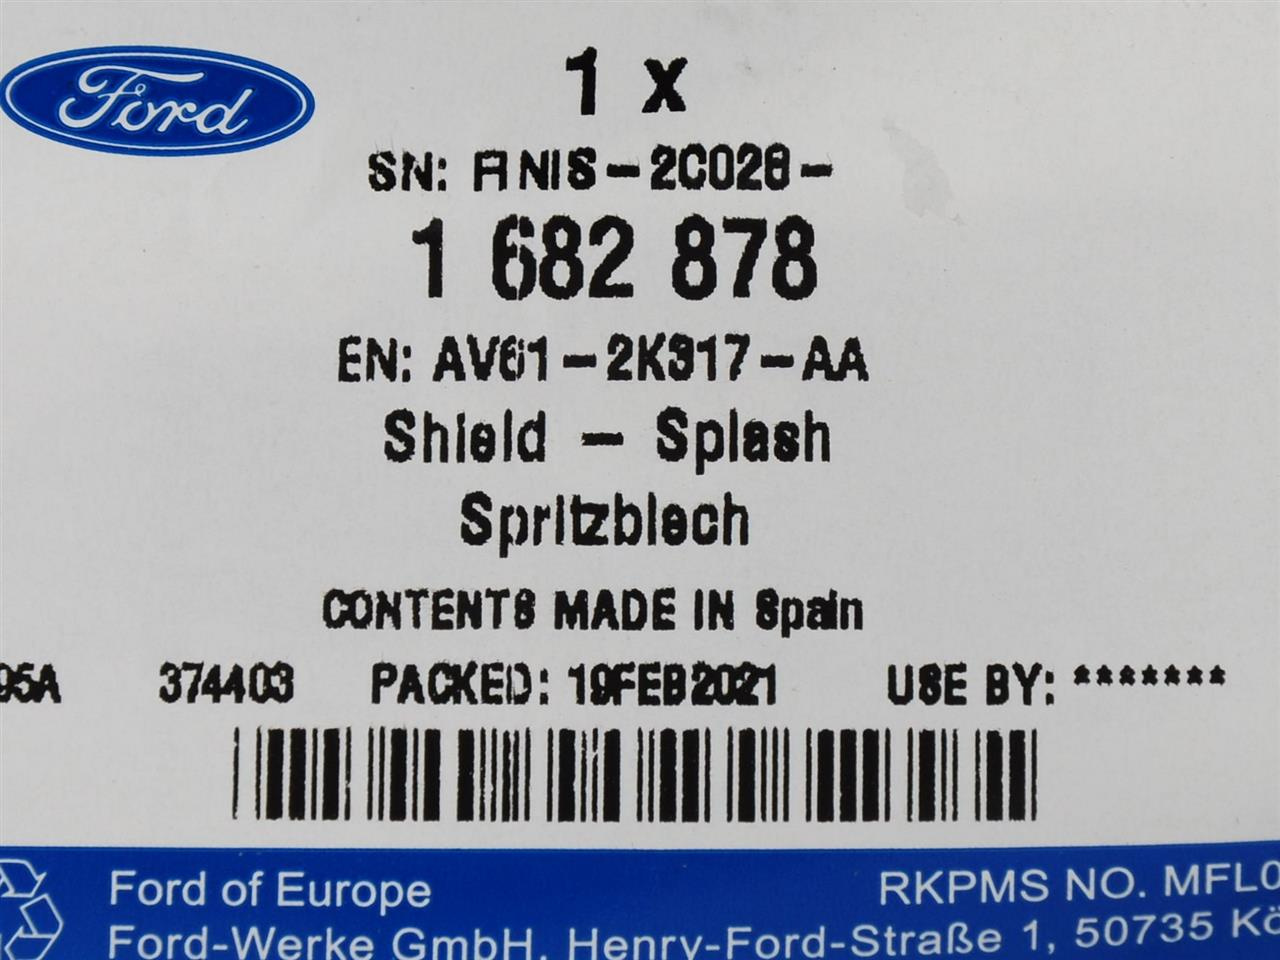 Ford
1 x
SN: ANIS-2C028-
1 682 878
EN: AV61-2K317-AA
Shield - Splash
Spritzblech
CONTENTS MADE IN Spain
95A 374403 PACKED: 19FEB2021 USE BY: *******
Ford of Europe RKPMS NO. MFL0
Ford-Werke GmbH, Henry-Ford-Straße 1, 50735 Kö